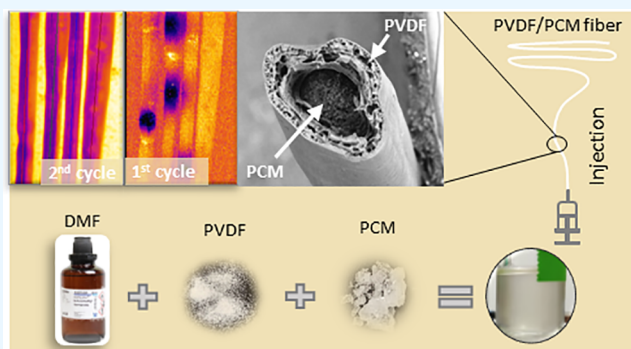 PVDF
PVDF/PCM fiber
2nd cycle
1st cycle
PCM
Injection
DMF
PVDF
PCM